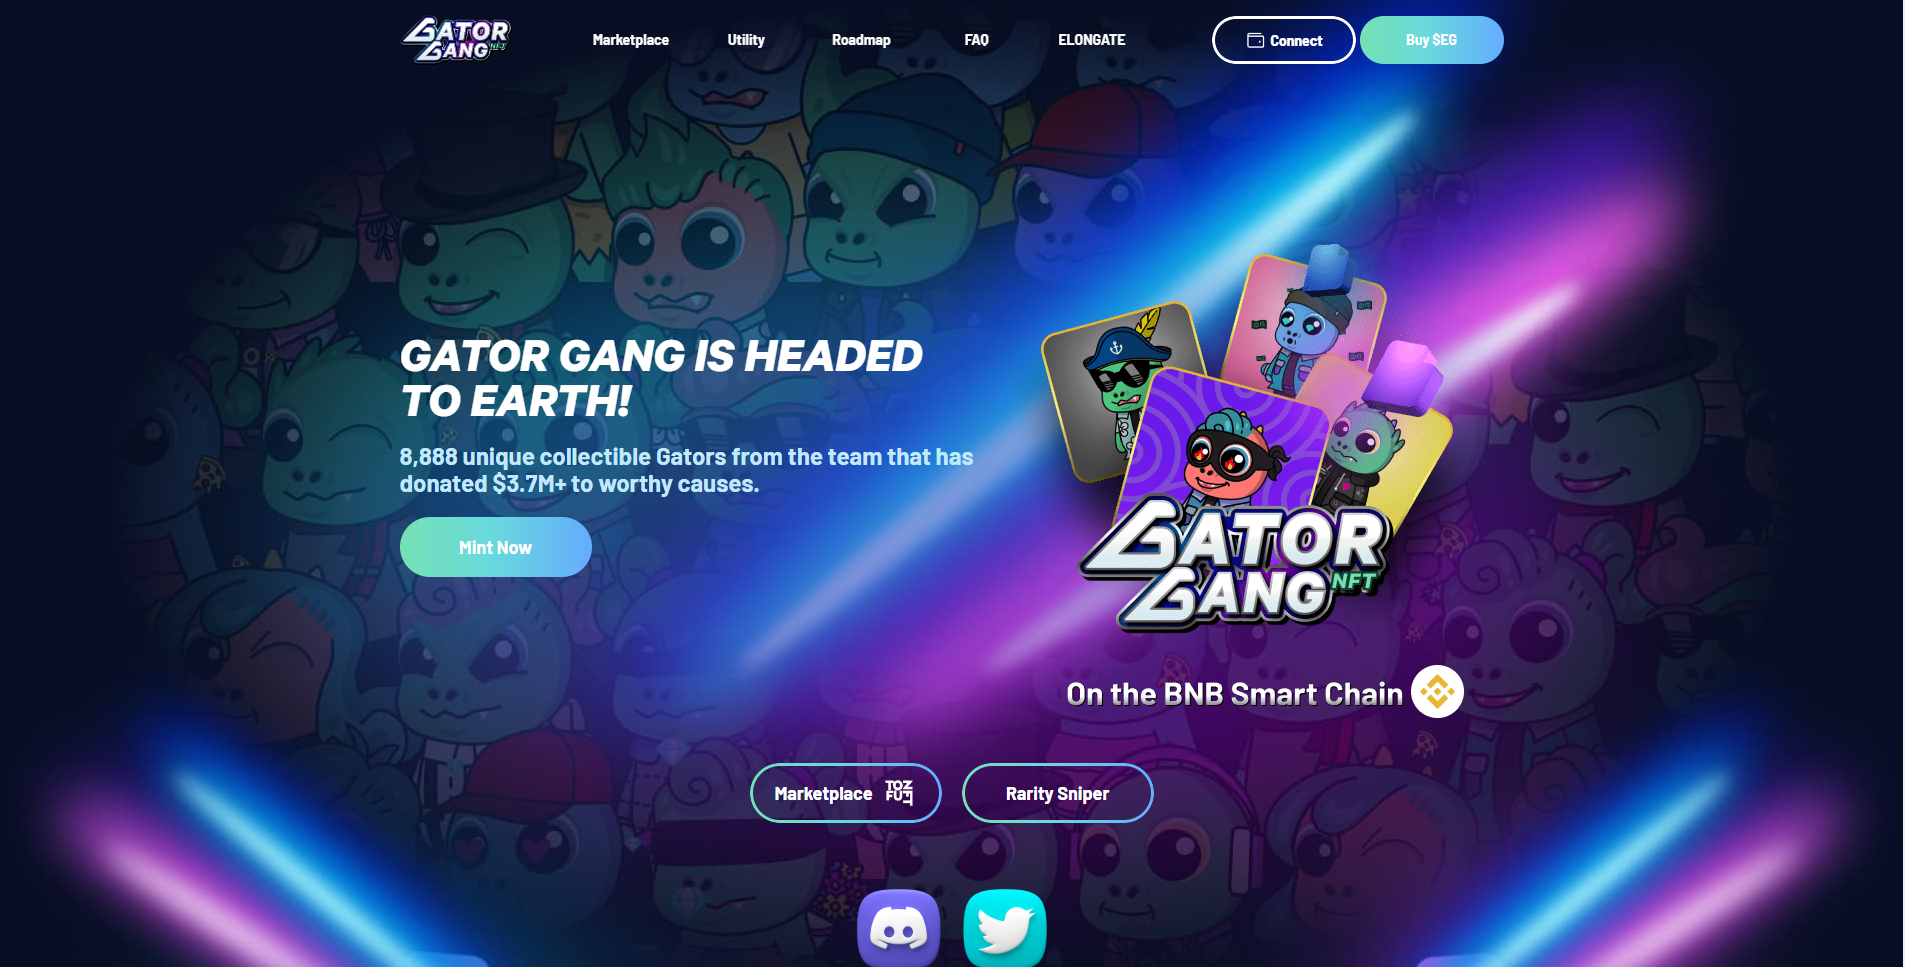 GATOR
GANG NFT
Marketplace
Utility
Roadmap
FAQ
ELONGATE
Connect
Buy $EG
GATOR GANG IS HEADED
TO EARTH!
8,888 unique collectible Gators from the team that has
donated $3.7M+ to worthy causes.
Mint Now
GATOR
GANG NFT
On the BNB Smart Chain
Marketplace TOZ
FUT
Rarity Sniper